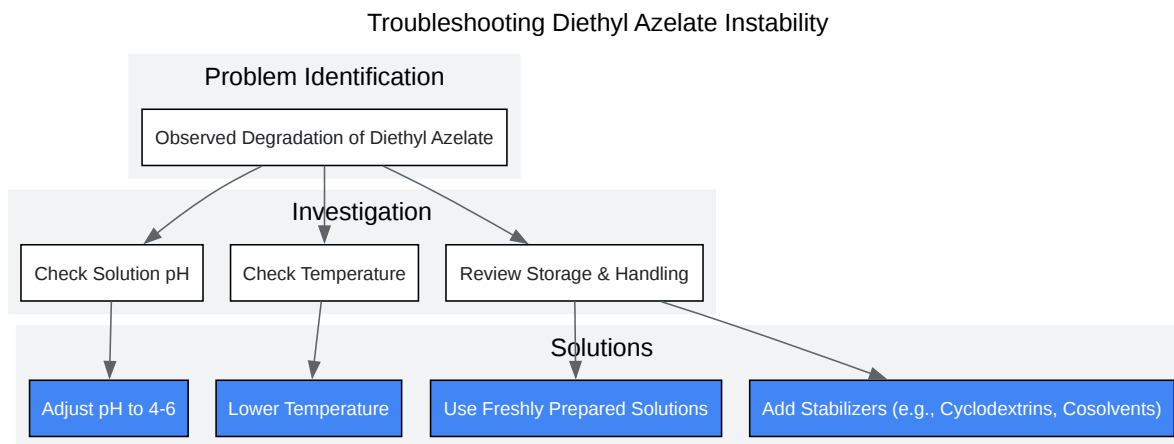 Troubleshooting Diethyl Azelate Instability
Problem Identification
Observed Degradation of Diethyl Azelate
Investigation
Check Solution pH
Check Temperature
Review Storage & Handling
Solutions
Adjust pH to 4-6
Lower Temperature
Use Freshly Prepared Solutions
Add Stabilizers (e.g., Cyclodextrins, Cosolvents)